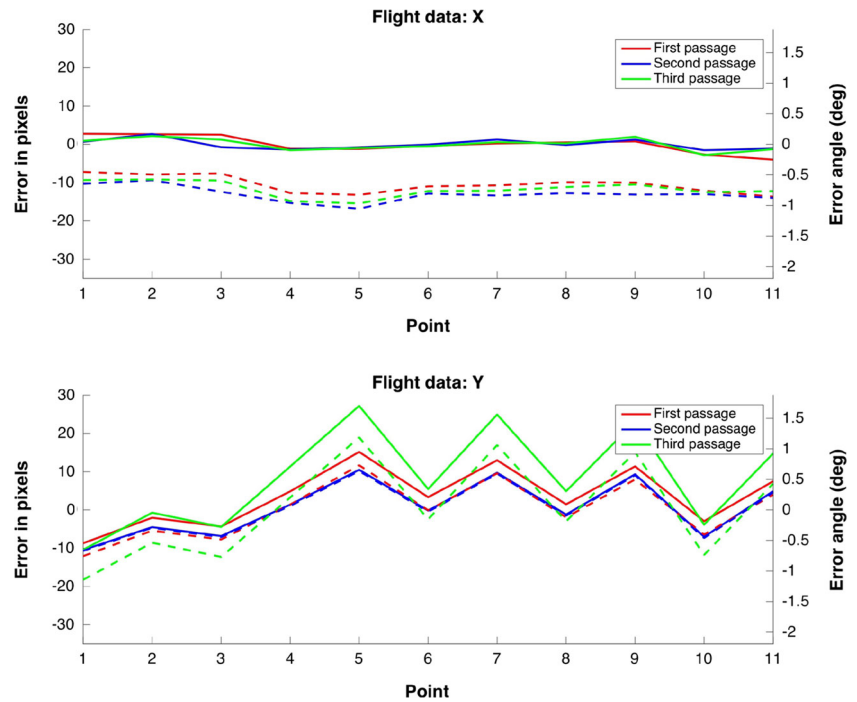 Flight data: X
Error in pixels
30
20
10
0
-10
-20
-30
First passage
Second passage
Third passage
1.5
1
0.5
0
-0.5
-1
-1.5
-2
Error angle (deg)
1 2 3 4 5 6 7 8 9 10 11
Point
Flight data: Y
Error in pixels
30
20
10
0
-10
-20
-30
First passage
Second passage
Third passage
1.5
1
0.5
0
-0.5
-1
-1.5
-2
Error angle (deg)
1 2 3 4 5 6 7 8 9 10 11
Point